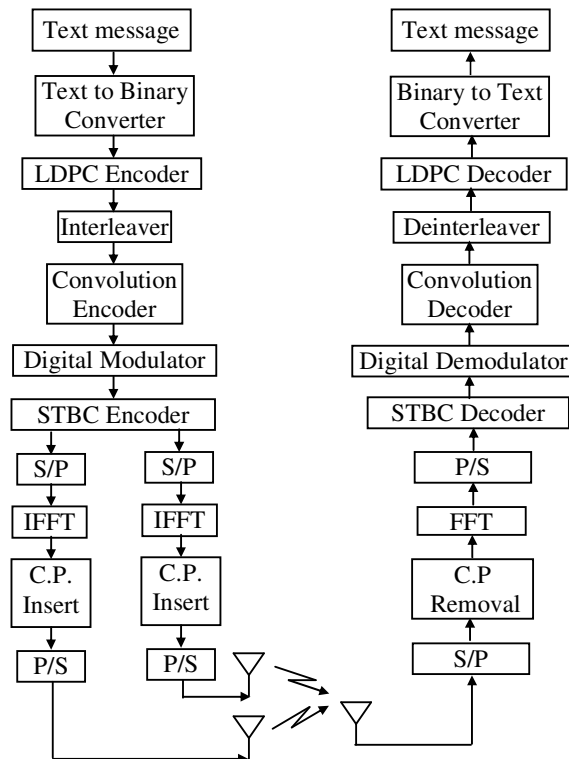 Text message
Text to Binary
Converter
LDPC Encoder
Interleaver
Convolution
Encoder
Digital Modulator
STBC Encoder
S/P
S/P
IFFT
IFFT
C.P.
Insert
C.P.
Insert
P/S
P/S
Text message
Binary to Text
Converter
LDPC Decoder
Deinterleaver
Convolution
Decoder
Digital Demodulator
STBC Decoder
P/S
FFT
C.P
Removal
S/P